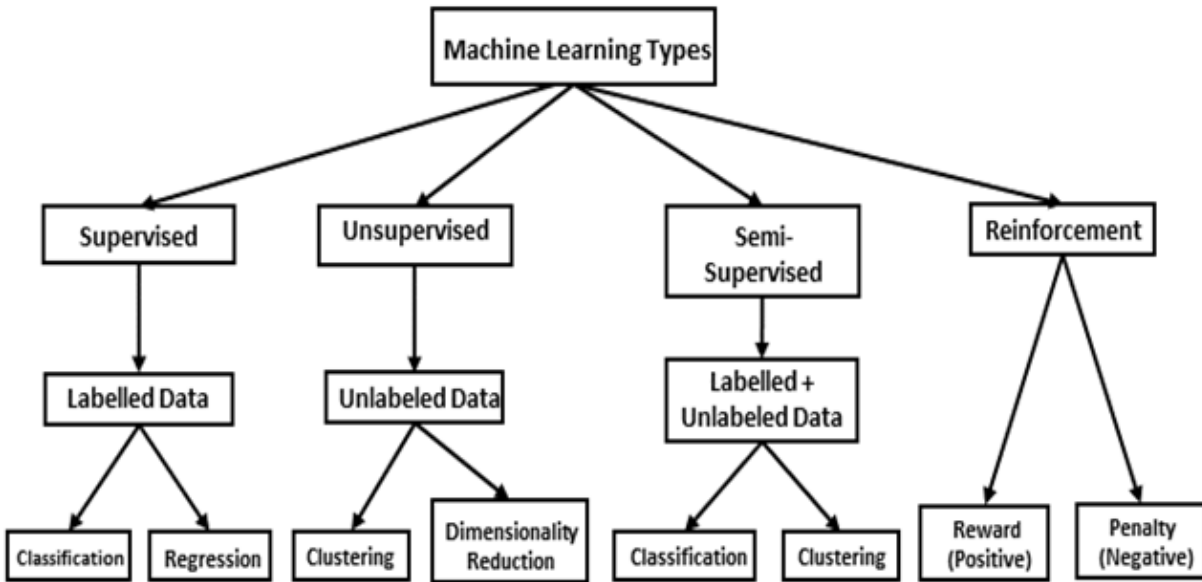 Machine Learning Types
Supervised
Unsupervised
Semi-
Supervised
Reinforcement
Labelled Data
Unlabeled Data
Labelled +
Unlabeled Data
Classification
Regression
Clustering
Dimensionality
Reduction
Classification
Clustering
Reward
(Positive)
Penalty
(Negative)